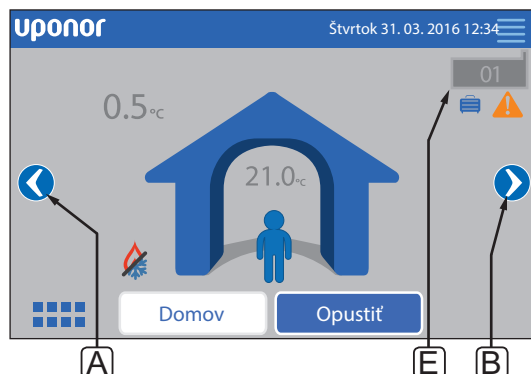 uponor
Štvrtok 31. 03. 2016 12:34
01
0.5°C
21.0°C
Domov
Opustiť
A
E
B